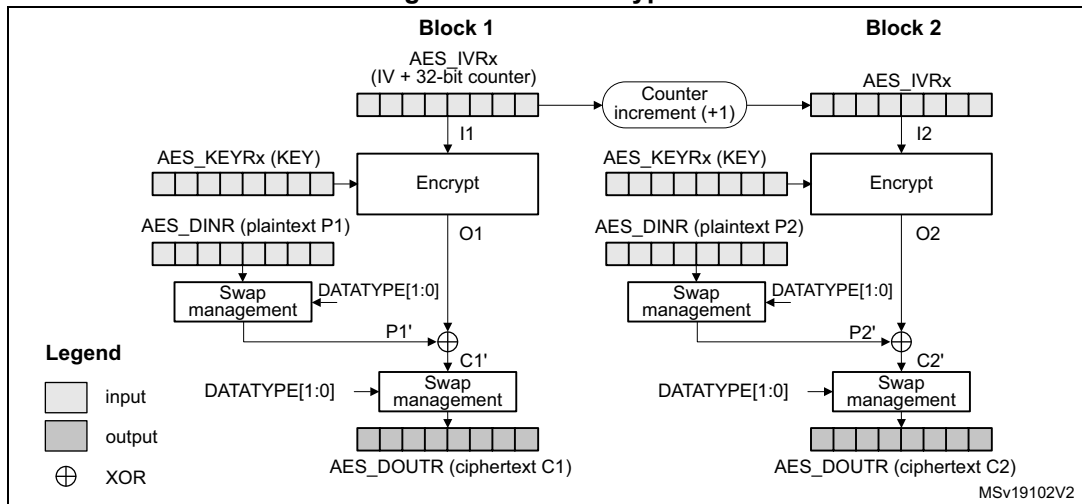 Block 1
Block 2
AES_IVRx
(IV + 32-bit counter)
Counter
increment (+1)
AES_IVRx
I1
I2
AES_KEYRx (KEY)
Encrypt
AES_KEYRx (KEY)
Encrypt
AES_DINR (plaintext P1)
O1
AES_DINR (plaintext P2)
O2
Swap
management
DATATYPE[1:0]
Swap
management
DATATYPE[1:0]
P1'
P2'
Legend
C1'
C2'
input
DATATYPE[1:0]
Swap
management
DATATYPE[1:0]
Swap
management
output
XOR
AES_DOUTR (ciphertext C1)
AES_DOUTR (ciphertext C2)
MSv19102V2